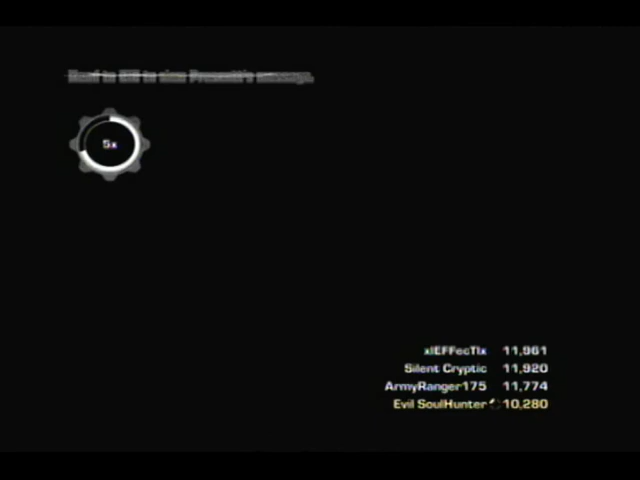 5x
xIEFFecTIx 11,961
Silent Cryptic 11,920
ArmyRanger175 11,774
Evil SoulHunter 10,280